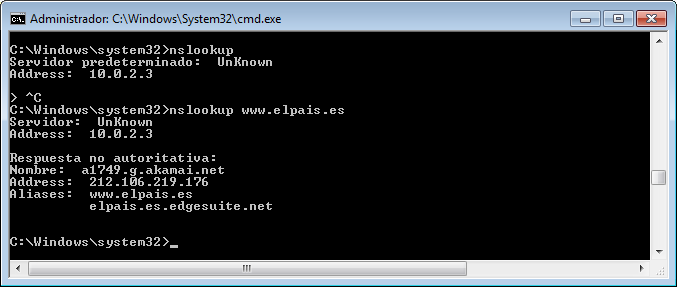 Administrador: C:\Windows\System32\cmd.exe
C:\Windows\system32>nslookup
Servidor predeterminado:  UnKnown
Address:  10.0.2.3
> ^C
C:\Windows\system32>nslookup www.elpais.es
Servidor:  UnKnown
Address:  10.0.2.3
Respuesta no autoritativa:
Nombre:  a1749.g.akamai.net
Address:  212.106.219.176
Aliases:  www.elpais.es
elpais.es.edgesuite.net
C:\Windows\system32>_